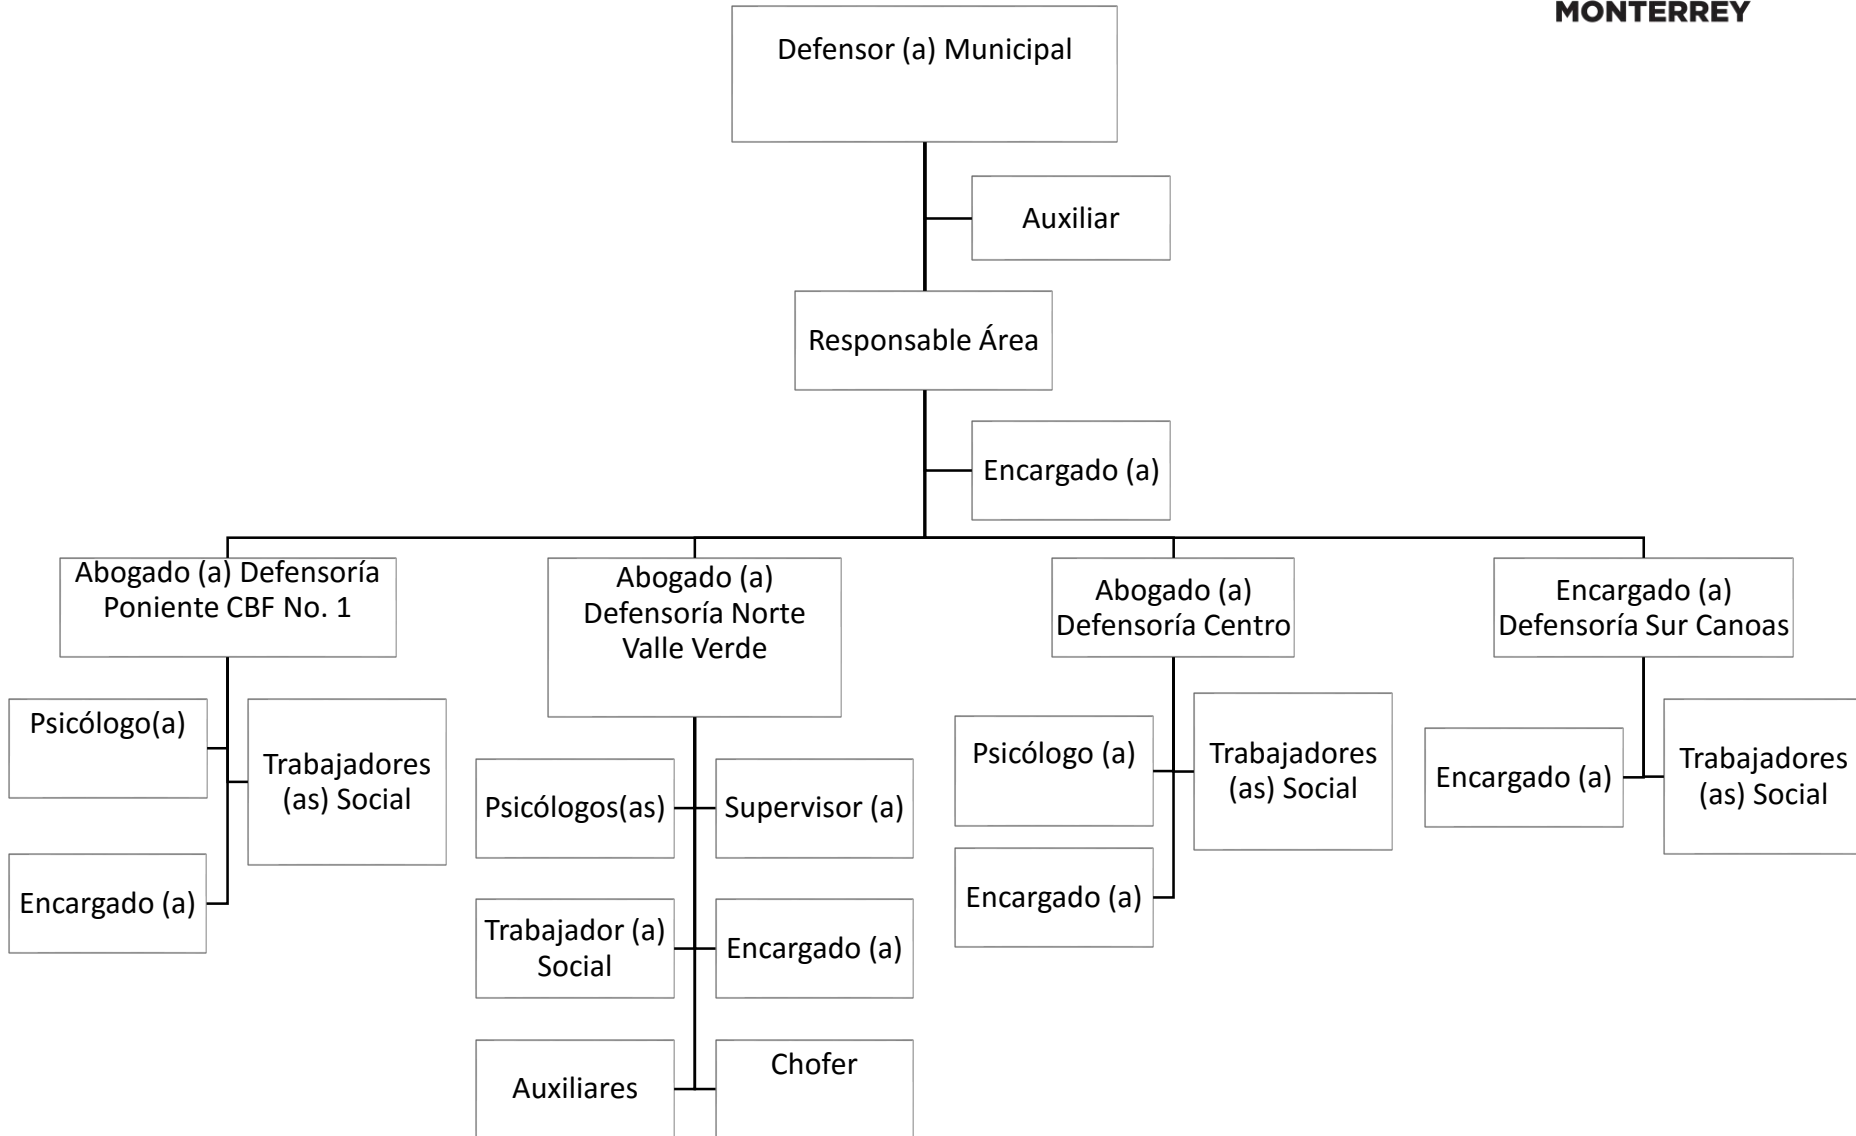 MONTERREY
Defensor (a) Municipal
Auxiliar
Responsable Área
Encargado (a)
Abogado (a) Defensoría
Poniente CBF No. 1
Abogado (a)
Defensoría Norte
Valle Verde
Abogado (a)
Defensoría Centro
Encargado (a)
Defensoría Sur Canoas
Psicólogo(a)
Trabajadores
(as) Social
Encargado (a)
Psicólogos(as)
Supervisor (a)
Trabajador (a)
Social
Encargado (a)
Auxiliares
Chofer
Psicólogo (a)
Trabajadores
(as) Social
Encargado (a)
Encargado (a)
Trabajadores
(as) Social